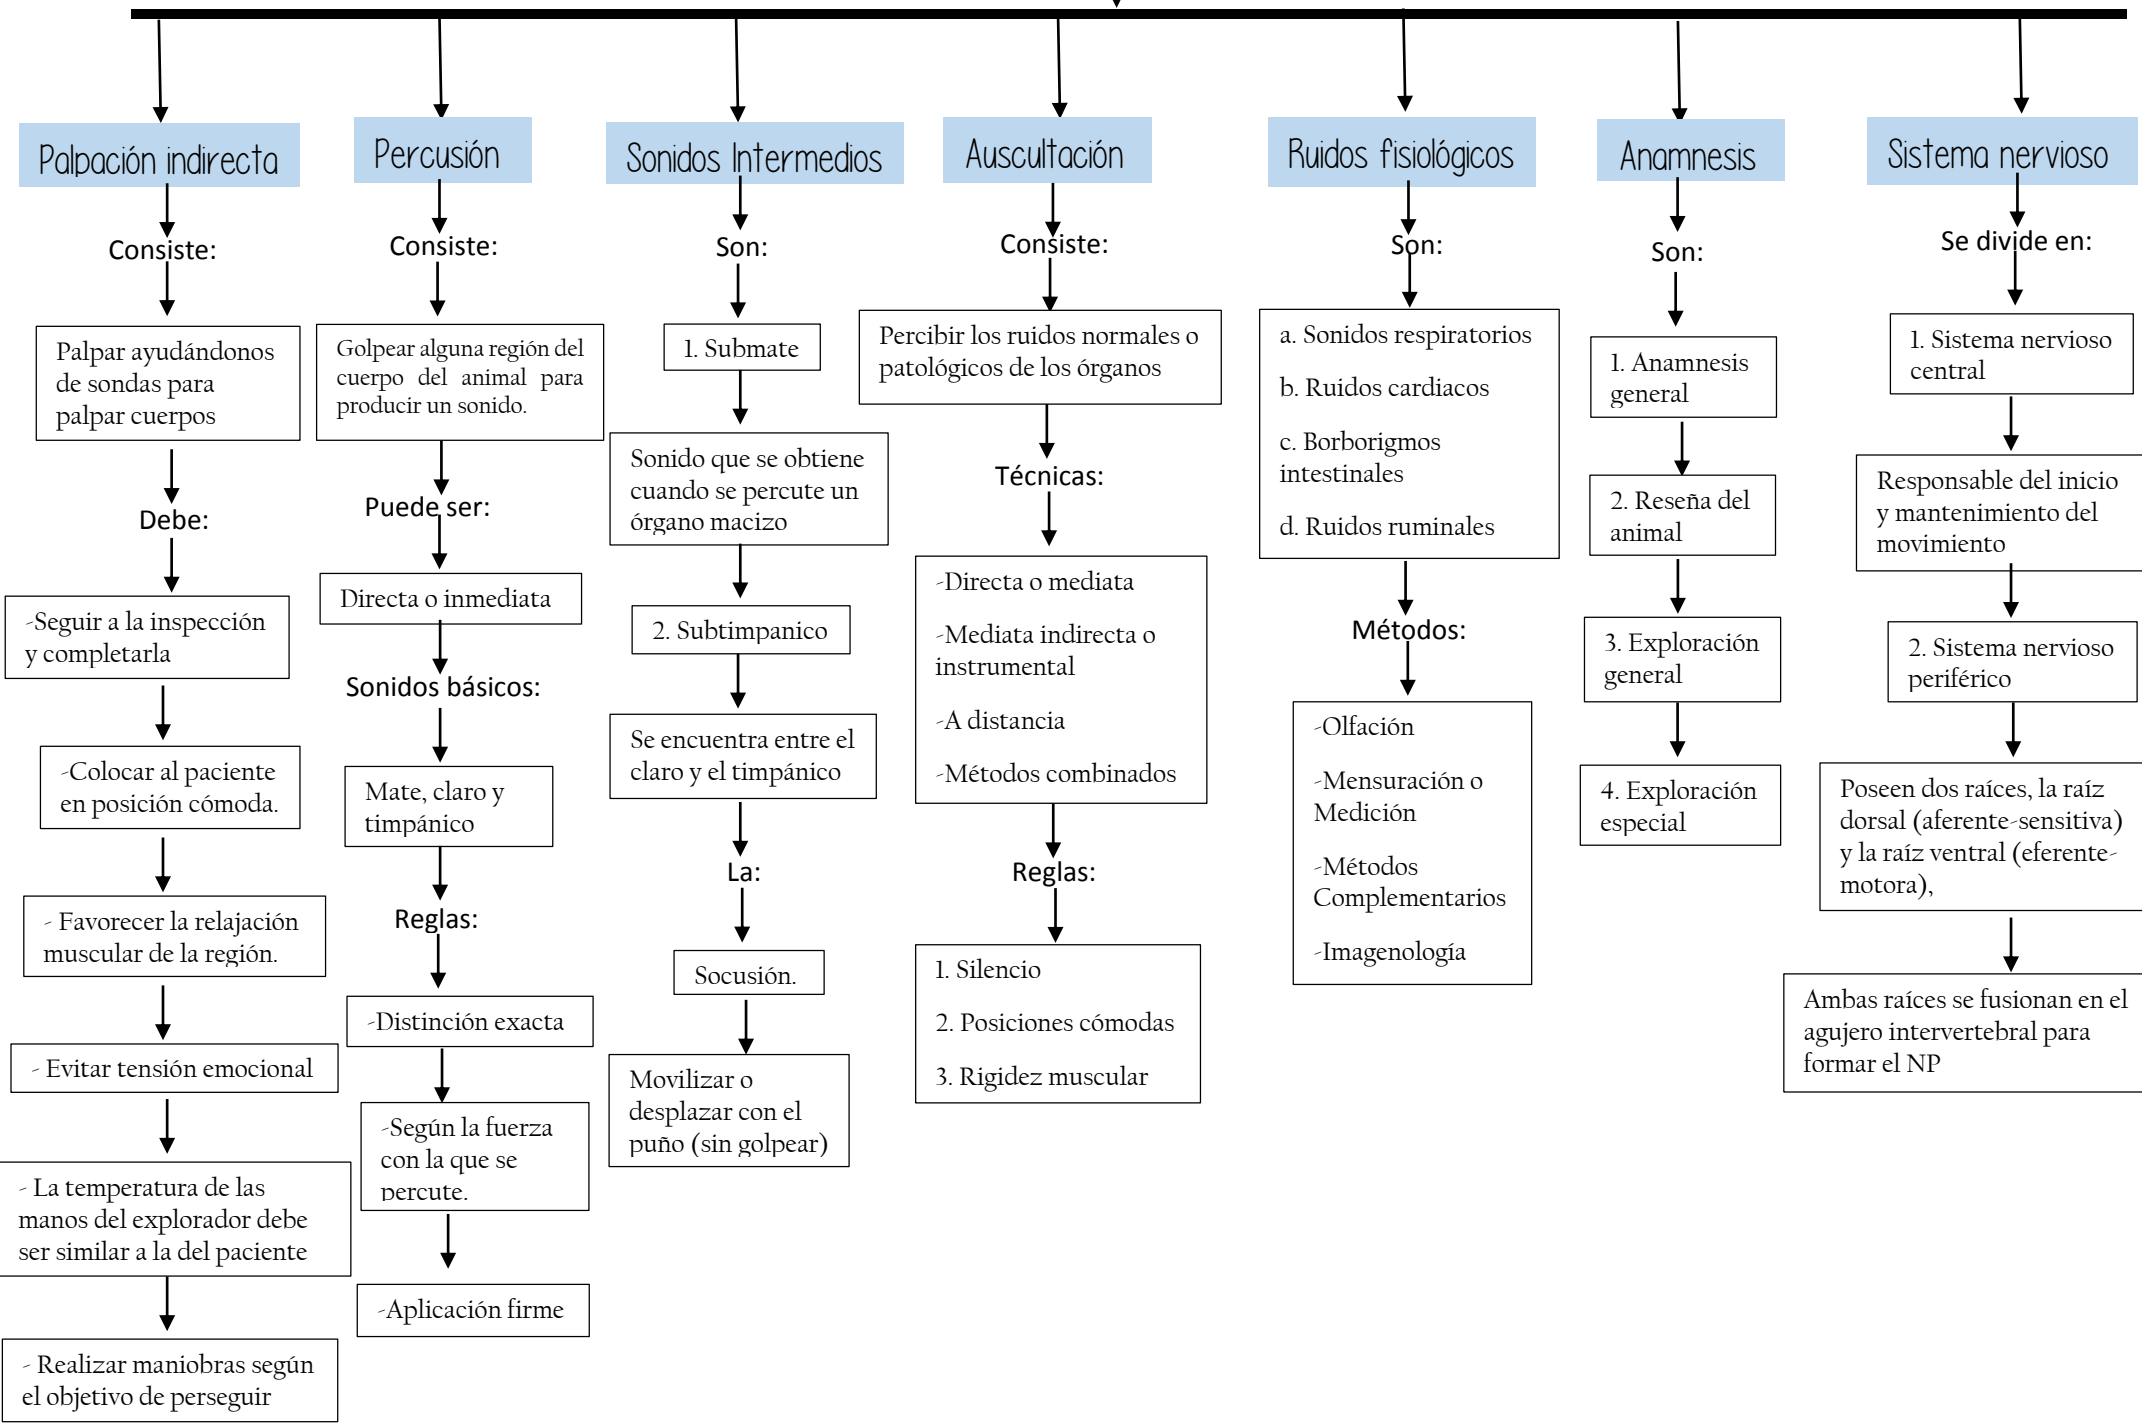 Palpación indirecta
Consiste:
Palpar ayudándonos
de sondas para
palpar cuerpos
Debe:
-Seguir a la inspección
y completarla
-Colocar al paciente
en posición cómoda.
- Favorecer la relajación
muscular de la región.
- Evitar tensión emocional
- La temperatura de las
manos del explorador debe
ser similar a la del paciente
- Realizar maniobras según
el objetivo de perseguir
Percusión
Consiste:
Golpear alguna región del
cuerpo del animal para
producir un sonido.
Puede ser:
Directa o inmediata
Sonidos básicos:
Mate, claro y
timpánico
Reglas:
-Distinción exacta
-Según la fuerza
con la que se
percute.
-Aplicación firme
Sonidos Intermedios
Son:
1. Submate
Sonido que se obtiene
cuando se percute un
órgano macizo
2. Subtimpanico
Se encuentra entre el
claro y el timpánico
La:
Socusión.
Movilizar o
desplazar con el
puño (sin golpear)
Auscultación
Consiste:
Percibir los ruidos normales o
patológicos de los órganos
Técnicas:
-Directa o mediata
-Mediata indirecta o
instrumental
-A distancia
-Métodos combinados
Reglas:
1. Silencio
2. Posiciones cómodas
3. Rigidez muscular
Ruidos fisiológicos
Son:
a. Sonidos respiratorios
b. Ruidos cardiacos
c. Borborigmos
intestinales
d. Ruidos ruminales
Métodos:
-Olfación
-Mensuración o
Medición
-Métodos
Complementarios
-Imagenología
Anamnesis
Son:
1. Anamnesis
general
2. Reseña del
animal
3. Exploración
general
4. Exploración
especial
Sistema nervioso
Se divide en:
1. Sistema nervioso
central
Responsable del inicio
y mantenimiento del
movimiento
2. Sistema nervioso
periférico
Poseen dos raíces, la raíz
dorsal (aferente-sensitiva)
y la raíz ventral (eferente-
motora),
Ambas raíces se fusionan en el
agujero intervertebral para
formar el NP